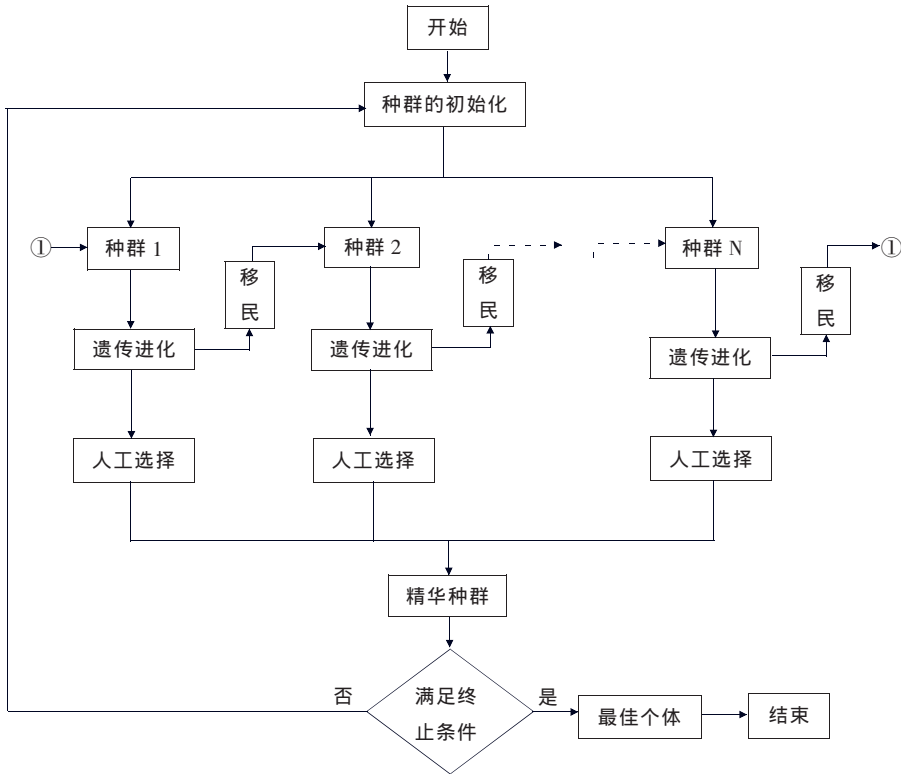 开始
种群的初始化
①
种群 1
种群 2
种群 N
①
移
民
移
民
移
民
遗传进化
遗传进化
遗传进化
人工选择
人工选择
人工选择
精华种群
否
满足终
止条件
是
最佳个体
结束